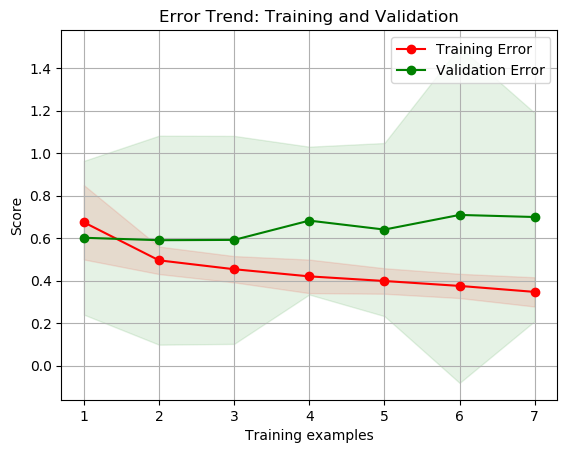 Error Trend: Training and Validation
Training Error
Validation Error
Score
1.4
1.2
1.0
0.8
0.6
0.4
0.2
0.0
1 2 3 4 5 6 7
Training examples